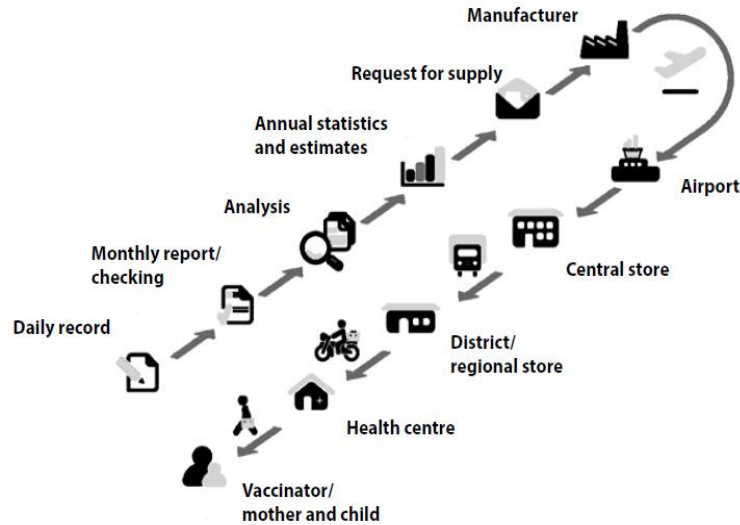 Manufacturer
Request for supply
Annual statistics
and estimates
Airport
Analysis
Central store
Monthly report/
checking
Daily record
District/
regional store
Health centre
Vaccinator/
mother and child